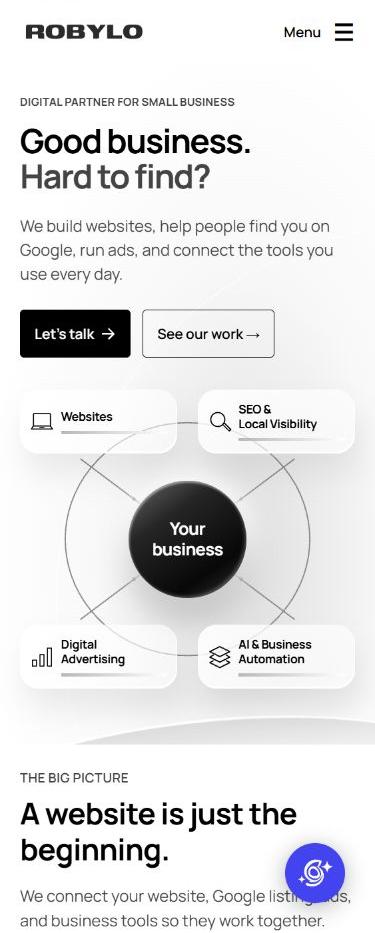 ROBYLO
Menu
DIGITAL PARTNER FOR SMALL BUSINESS
Good business.
Hard to find?
We build websites, help people find you on
Google, run ads, and connect the tools you
use every day.
Let's talk →
See our work →
Websites
SEO &
Local Visibility
Your
business
Digital
Advertising
AI & Business
Automation
THE BIG PICTURE
A website is just the
beginning.
We connect your website, Google listings,
and business tools so they work together.